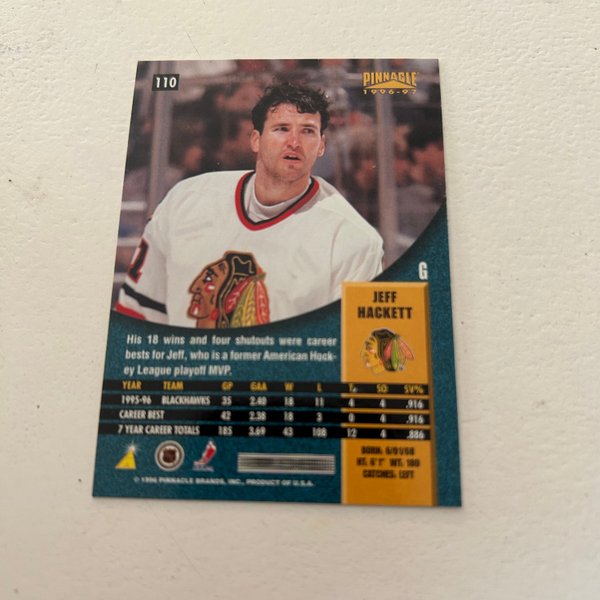 110
PINNACLE
1996-97
G
JEFF
HACKETT
His 18 wins and four shutouts were career
bests for Jeff, who is a former American Hock-
ey League playoff MVP.
YEAR TEAM GP GAA W L T SO SV%
1995-96 BLACKHAWKS 35 2.40 18 11 4 4 .916
CAREER BEST 42 2.38 18 3 0 4 .916
7 YEAR CAREER TOTALS 185 3.69 43 108 12 4 .886
BORN: 6/01/68
HT: 6'1" WT: 180
CATCHES: LEFT
© 1996 PINNACLE BRANDS, INC., PRODUCT OF U.S.A.